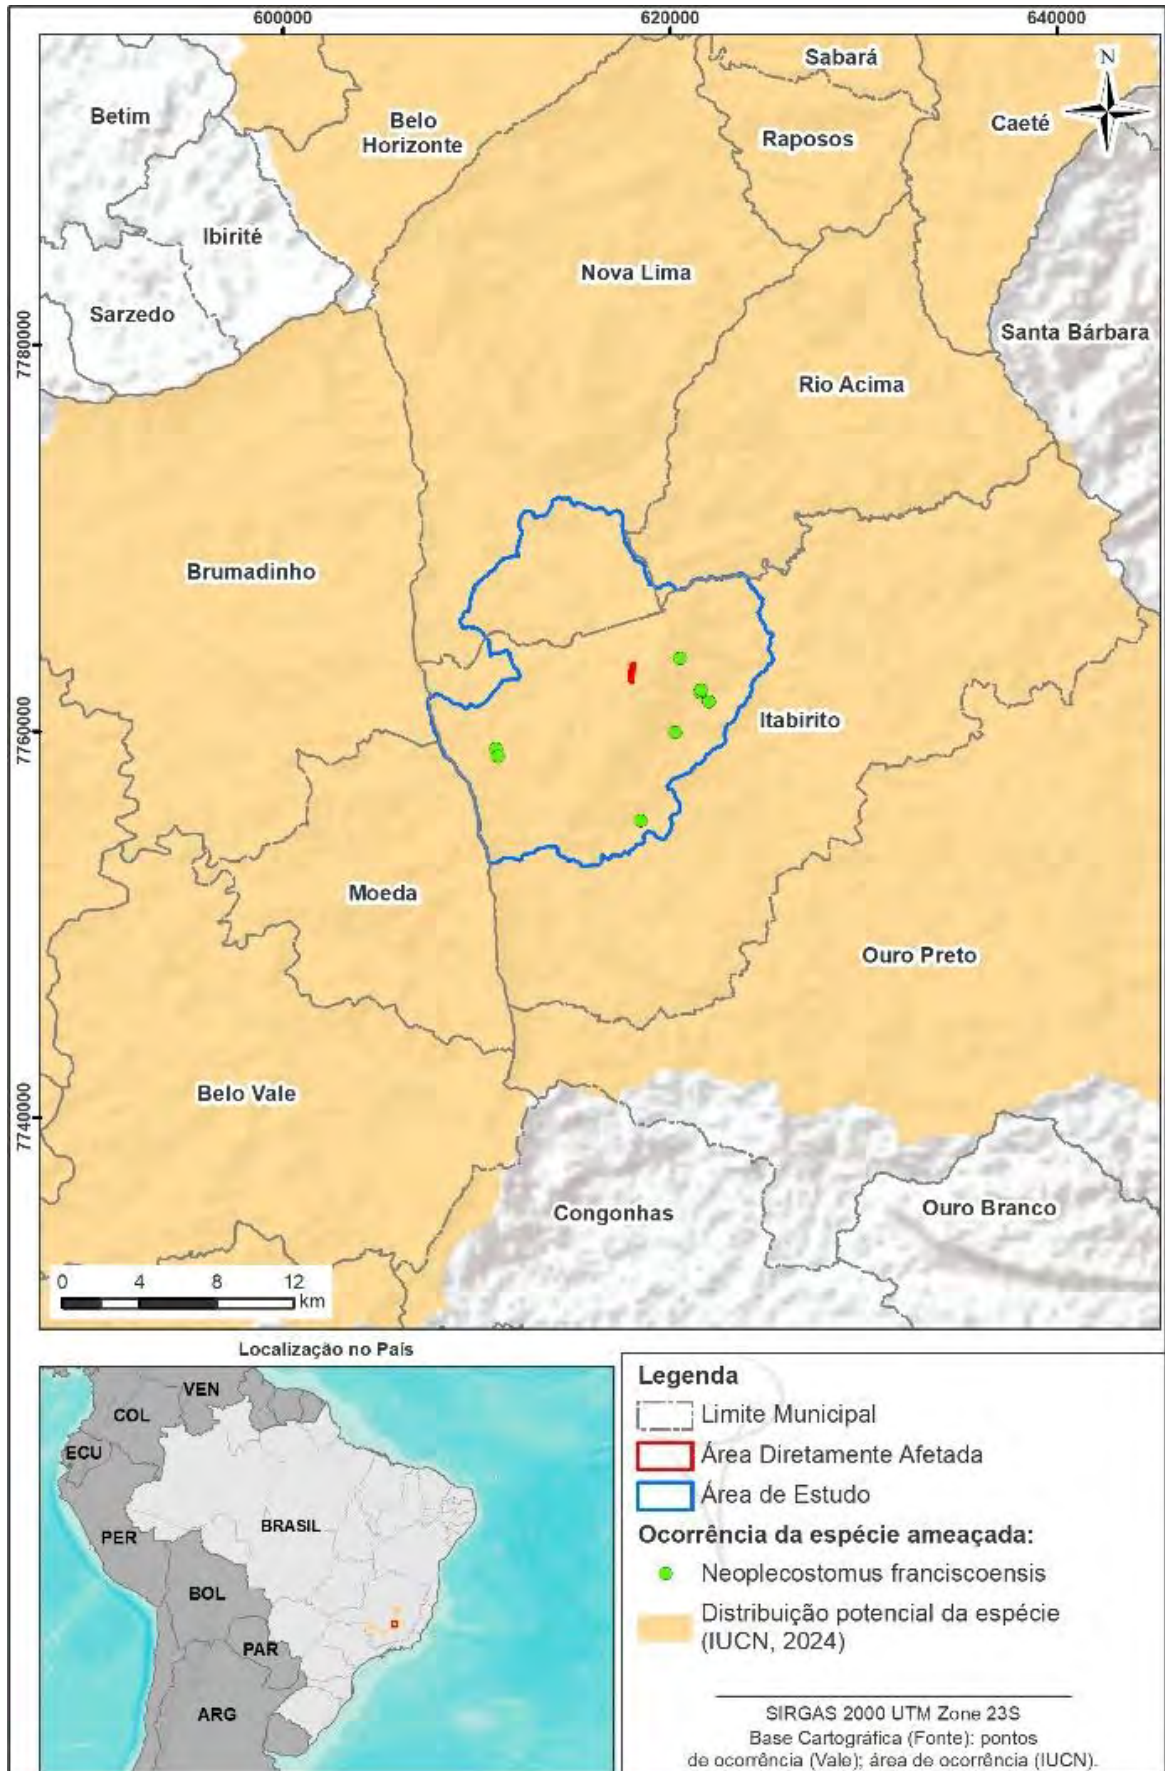 600000
620000
640000
Sabará
N
Betim
Belo
Horizonte
Raposos
Caeté
Ibirité
Nova Lima
Sarzedo
Santa Bárbara
7780000
Rio Acima
Brumadinho
Itabirito
7760000
Moeda
Ouro Preto
Belo Vale
7740000
Congonhas
Ouro Branco
0 4 8 12
km
Localização no País
VEN
COL
ECU
PER
BRASIL
BOL
PAR
ARG
Legenda
Limite Municipal
Área Diretamente Afetada
Área de Estudo
Ocorrência da espécie ameaçada:
Neoplecostomus franciscoensis
Distribuição potencial da espécie
(IUCN, 2024)
SIRGAS 2000 UTM Zone 23S
Base Cartográfica (Fonte): pontos
de ocorrência (Vale); área de ocorrência (IUCN).